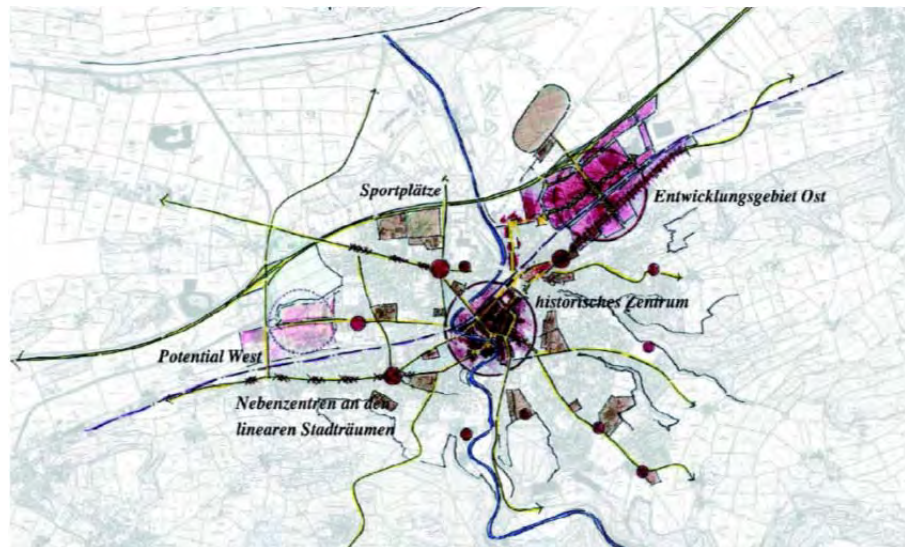 Sportplätze
Entwicklungsgebiet Ost
historisches Zentrum
Potential West
Nebenzentren an den
linearen Stadträumen